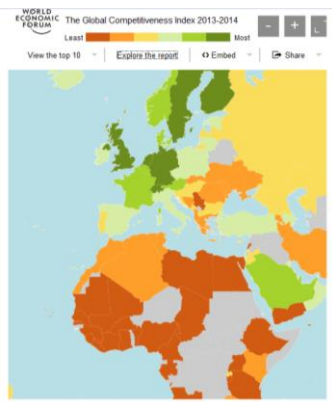 WORLD
ECONOMIC
FORUM
The Global Competitiveness Index 2013-2014
Least
Most
- + 
View the top 10
Explore the report
<> Embed
Share